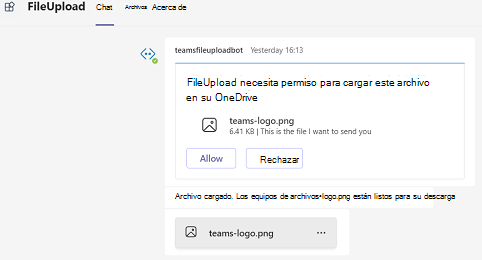 FileUpload Chat Archivos Acerca de
teamsfileuploadbot Yesterday 16:13
FileUpload necesita permiso para cargar este archivo
en su OneDrive
teams-logo.png
6.41 KB | This is the file I want to send you
Allow Rechazar
Archivo cargado. Los equipos de archivos•logo.png están listos para su descarga
teams-logo.png ...